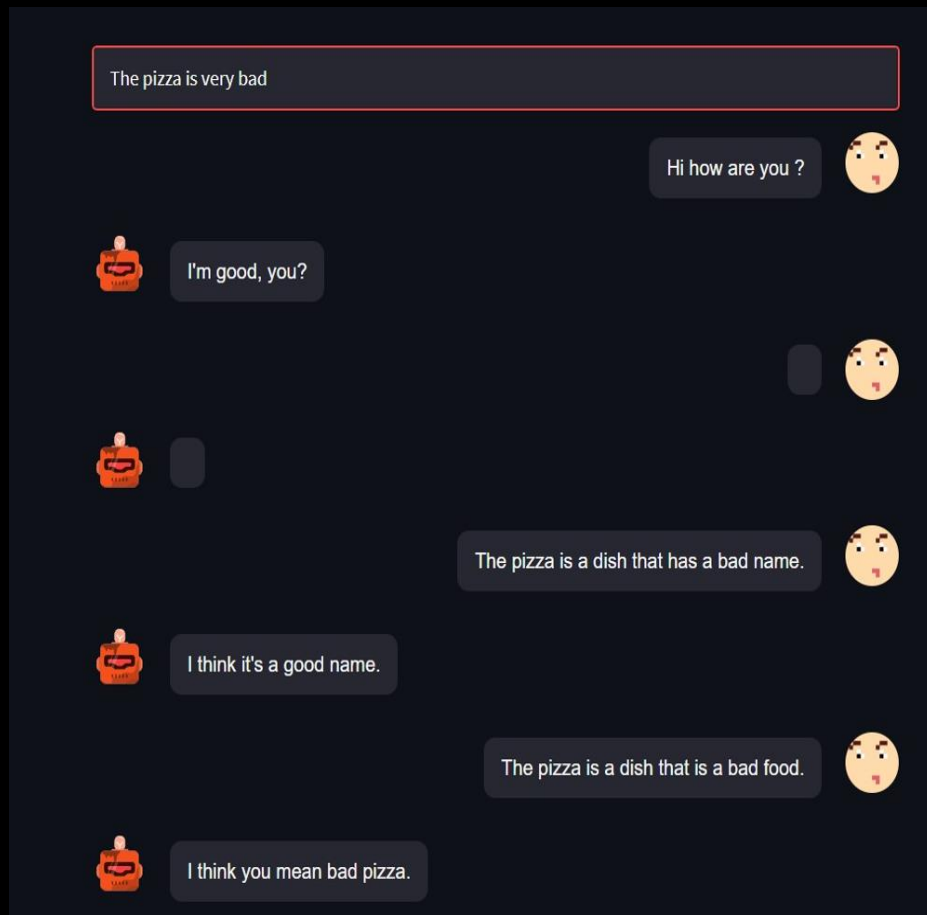 The pizza is very bad
Hi how are you ?
I'm good, you?
The pizza is a dish that has a bad name.
I think it's a good name.
The pizza is a dish that is a bad food.
I think you mean bad pizza.